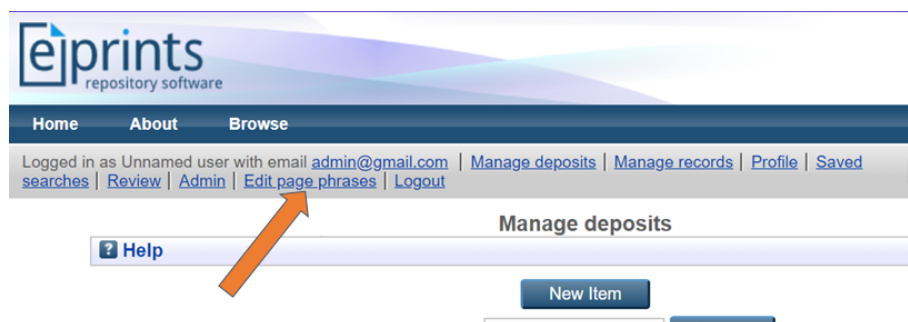 eprints
repository software
Home About Browse
Logged in as Unnamed user with email admin@gmail.com | Manage deposits | Manage records | Profile | Saved
searches | Review | Admin | Edit page phrases | Logout
Manage deposits
? Help
New Item